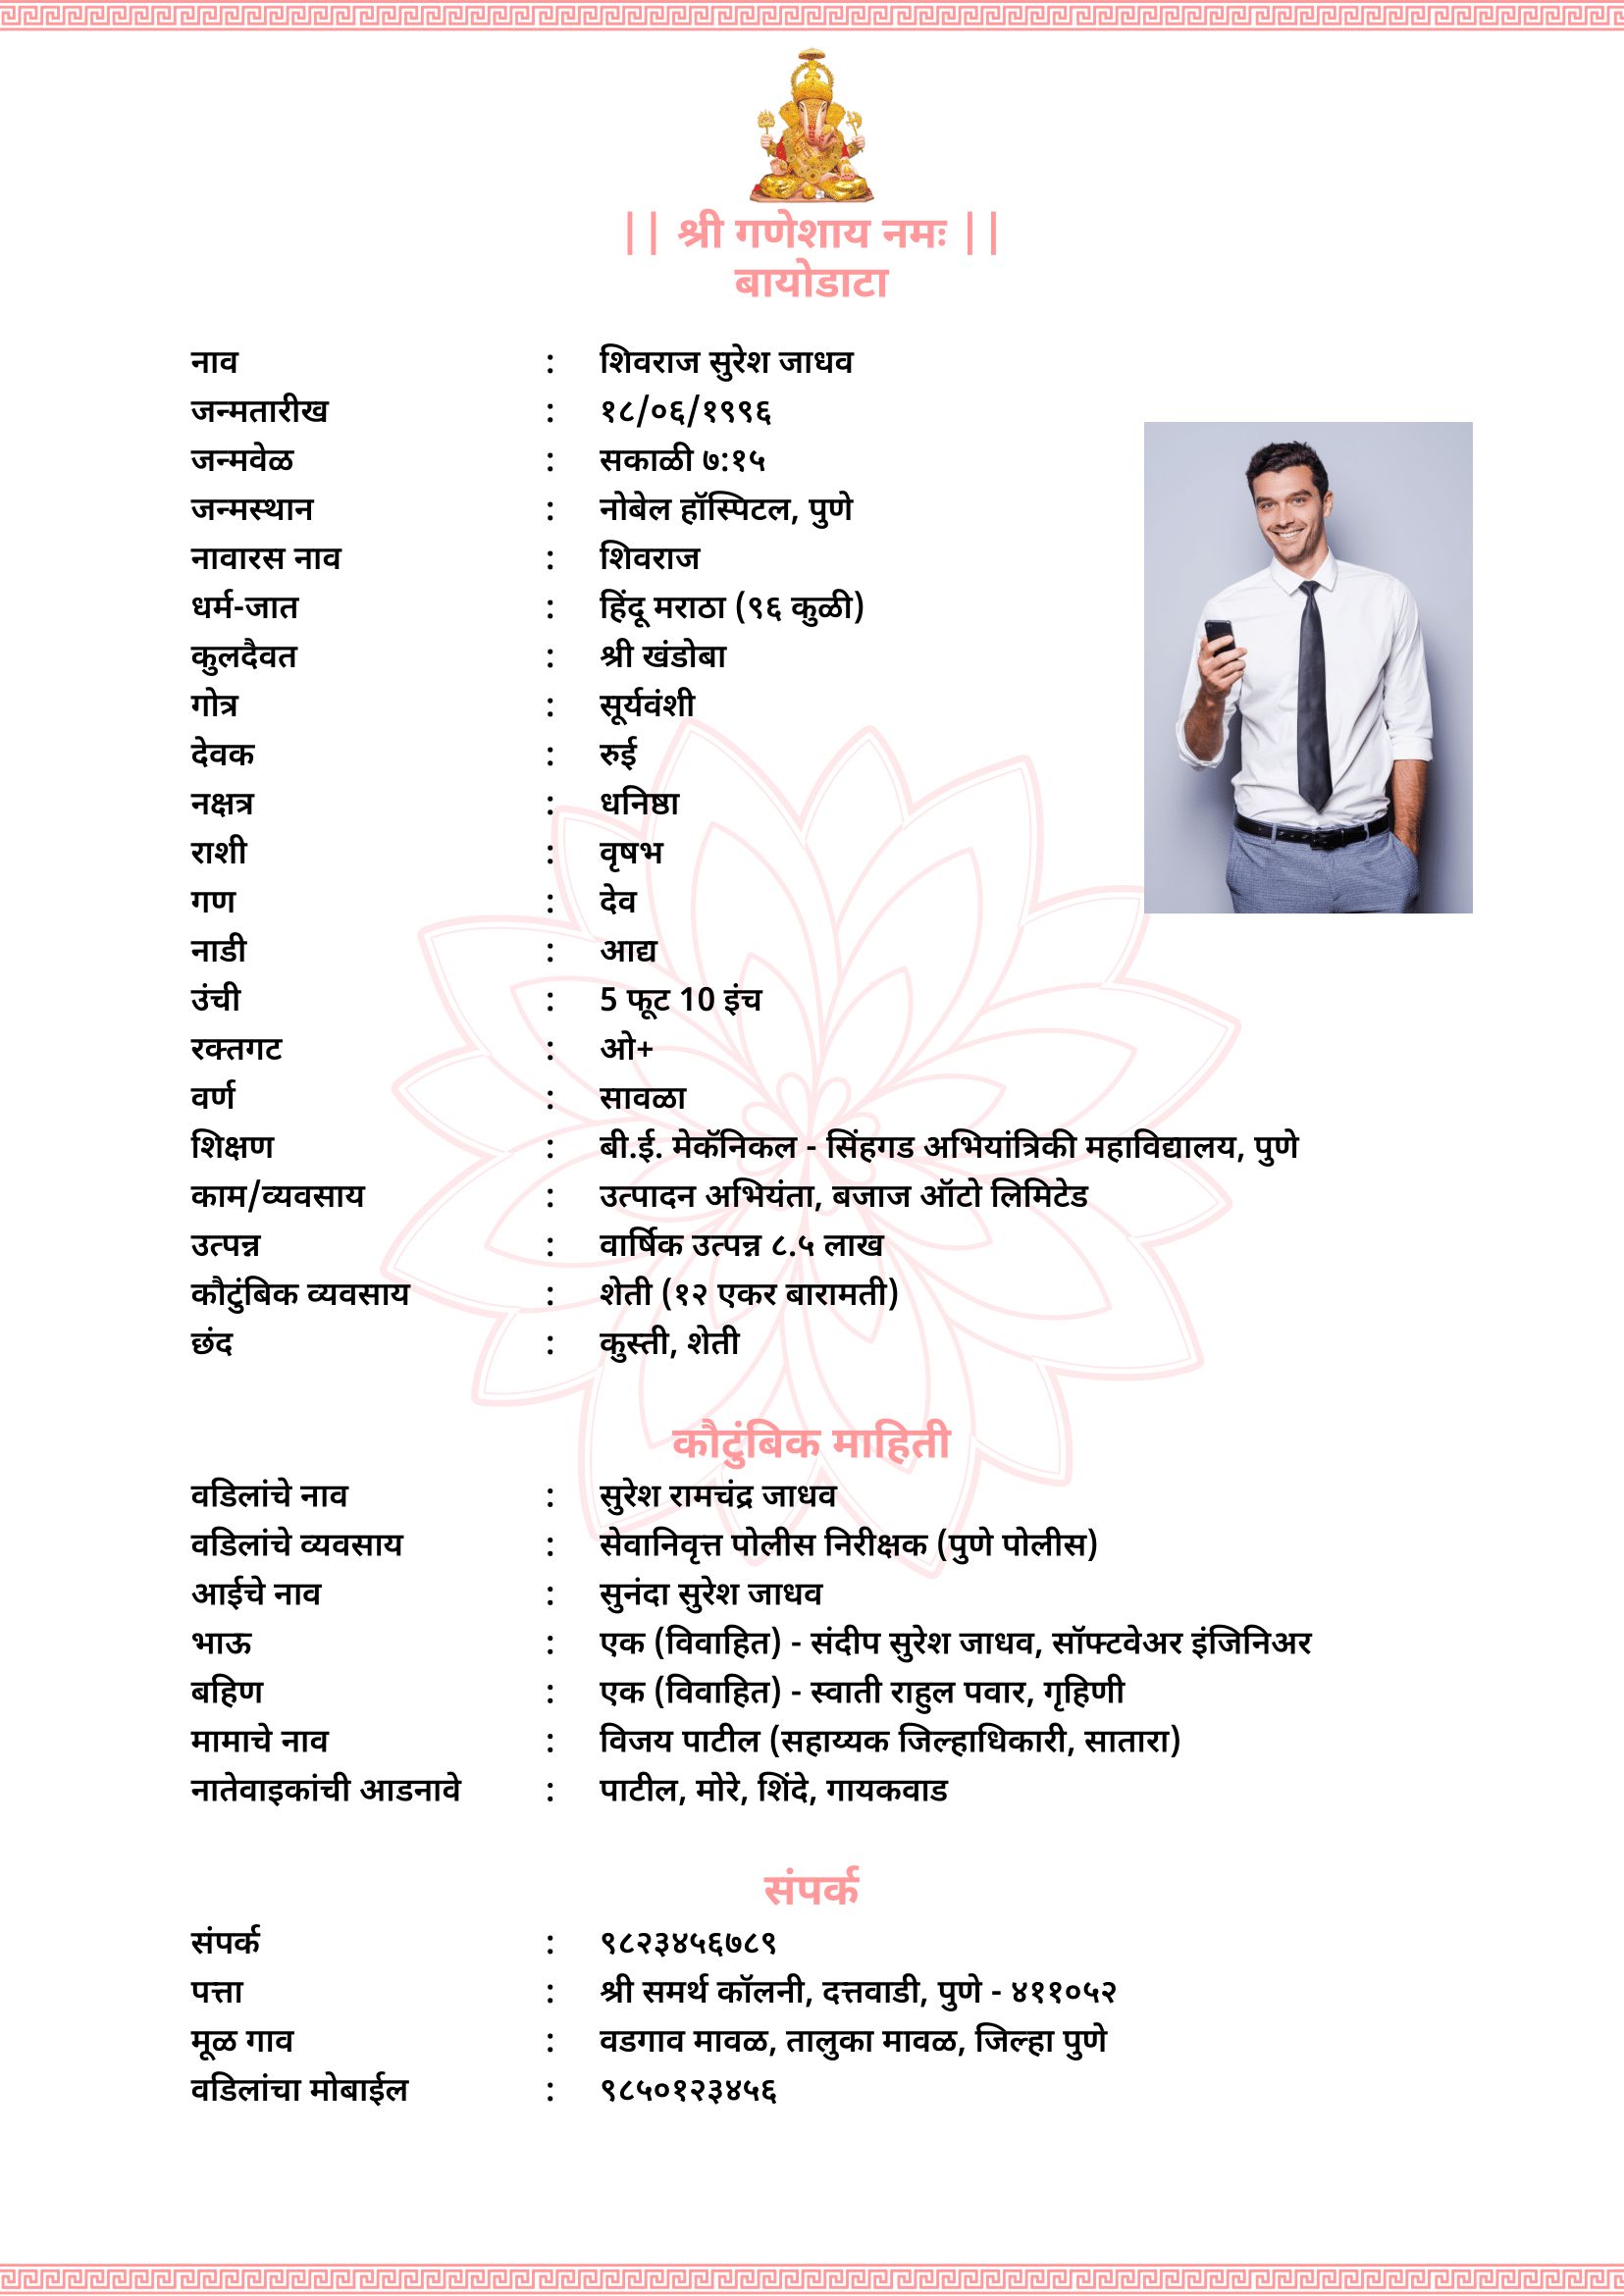 || श्री गणेशाय नमः ||
बायोडाटा
नाव : शिवराज सुरेश जाधव
जन्मतारीख : १८/०६/१९९६
जन्मवेळ : सकाळी ७:१५
जन्मस्थान : नोबेल हॉस्पिटल, पुणे
नावारस नाव : शिवराज
धर्म-जात : हिंदू मराठा (९६ कुळी)
कुलदैवत : श्री खंडोबा
गोत्र : सूर्यवंशी
देवक : रुई
नक्षत्र : धनिष्ठा
राशी : वृषभ
गण : देव
नाडी : आद्य
उंची : 5 फूट 10 इंच
रक्तगट : ओ+
वर्ण : सावळा
शिक्षण : बी.ई. मेकॅनिकल - सिंहगड अभियांत्रिकी महाविद्यालय, पुणे
काम/व्यवसाय : उत्पादन अभियंता, बजाज ऑटो लिमिटेड
उत्पन्न : वार्षिक उत्पन्न ८.५ लाख
कौटुंबिक व्यवसाय : शेती (१२ एकर बारामती)
छंद : कुस्ती, शेती
कौटुंबिक माहिती
वडिलांचे नाव : सुरेश रामचंद्र जाधव
वडिलांचे व्यवसाय : सेवानिवृत्त पोलीस निरीक्षक (पुणे पोलीस)
आईचे नाव : सुनंदा सुरेश जाधव
भाऊ : एक (विवाहित) - संदीप सुरेश जाधव, सॉफ्टवेअर इंजिनिअर
बहिण : एक (विवाहित) - स्वाती राहुल पवार, गृहिणी
मामाचे नाव : विजय पाटील (सहाय्यक जिल्हाधिकारी, सातारा)
नातेवाइकांची आडनावे : पाटील, मोरे, शिंदे, गायकवाड
संपर्क
संपर्क : ९८२३४५६७८९
पत्ता : श्री समर्थ कॉलनी, दत्तवाडी, पुणे - ४११०५२
मूळ गाव : वडगाव मावळ, तालुका मावळ, जिल्हा पुणे
वडिलांचा मोबाईल : ९८५०१२३४५६